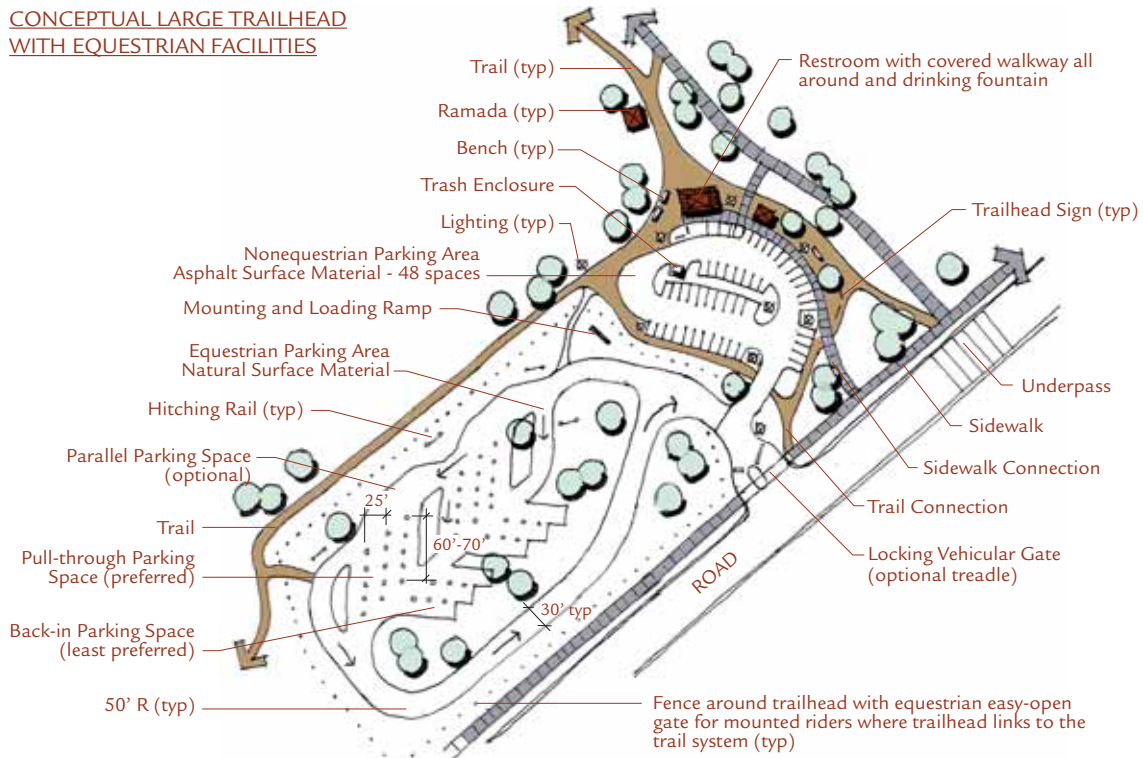 CONCEPTUAL LARGE TRAILHEAD
WITH EQUESTRIAN FACILITIES
Trail (typ)
Ramada (typ)
Bench (typ)
Trash Enclosure
Lighting (typ)
Nonequestrian Parking Area
Asphalt Surface Material - 48 spaces
Mounting and Loading Ramp
Equestrian Parking Area
Natural Surface Material
Hitching Rail (typ)
Parallel Parking Space
(optional)
25’
Trail
60’-70’
Pull-through Parking
Space (preferred)
30’ typ
Back-in Parking Space
(least preferred)
50’ R (typ)
Restroom with covered walkway all
around and drinking fountain
Trailhead Sign (typ)
Underpass
Sidewalk
Sidewalk Connection
Trail Connection
Locking Vehicular Gate
(optional treadle)
ROAD
Fence around trailhead with equestrian easy-open
gate for mounted riders where trailhead links to the
trail system (typ)